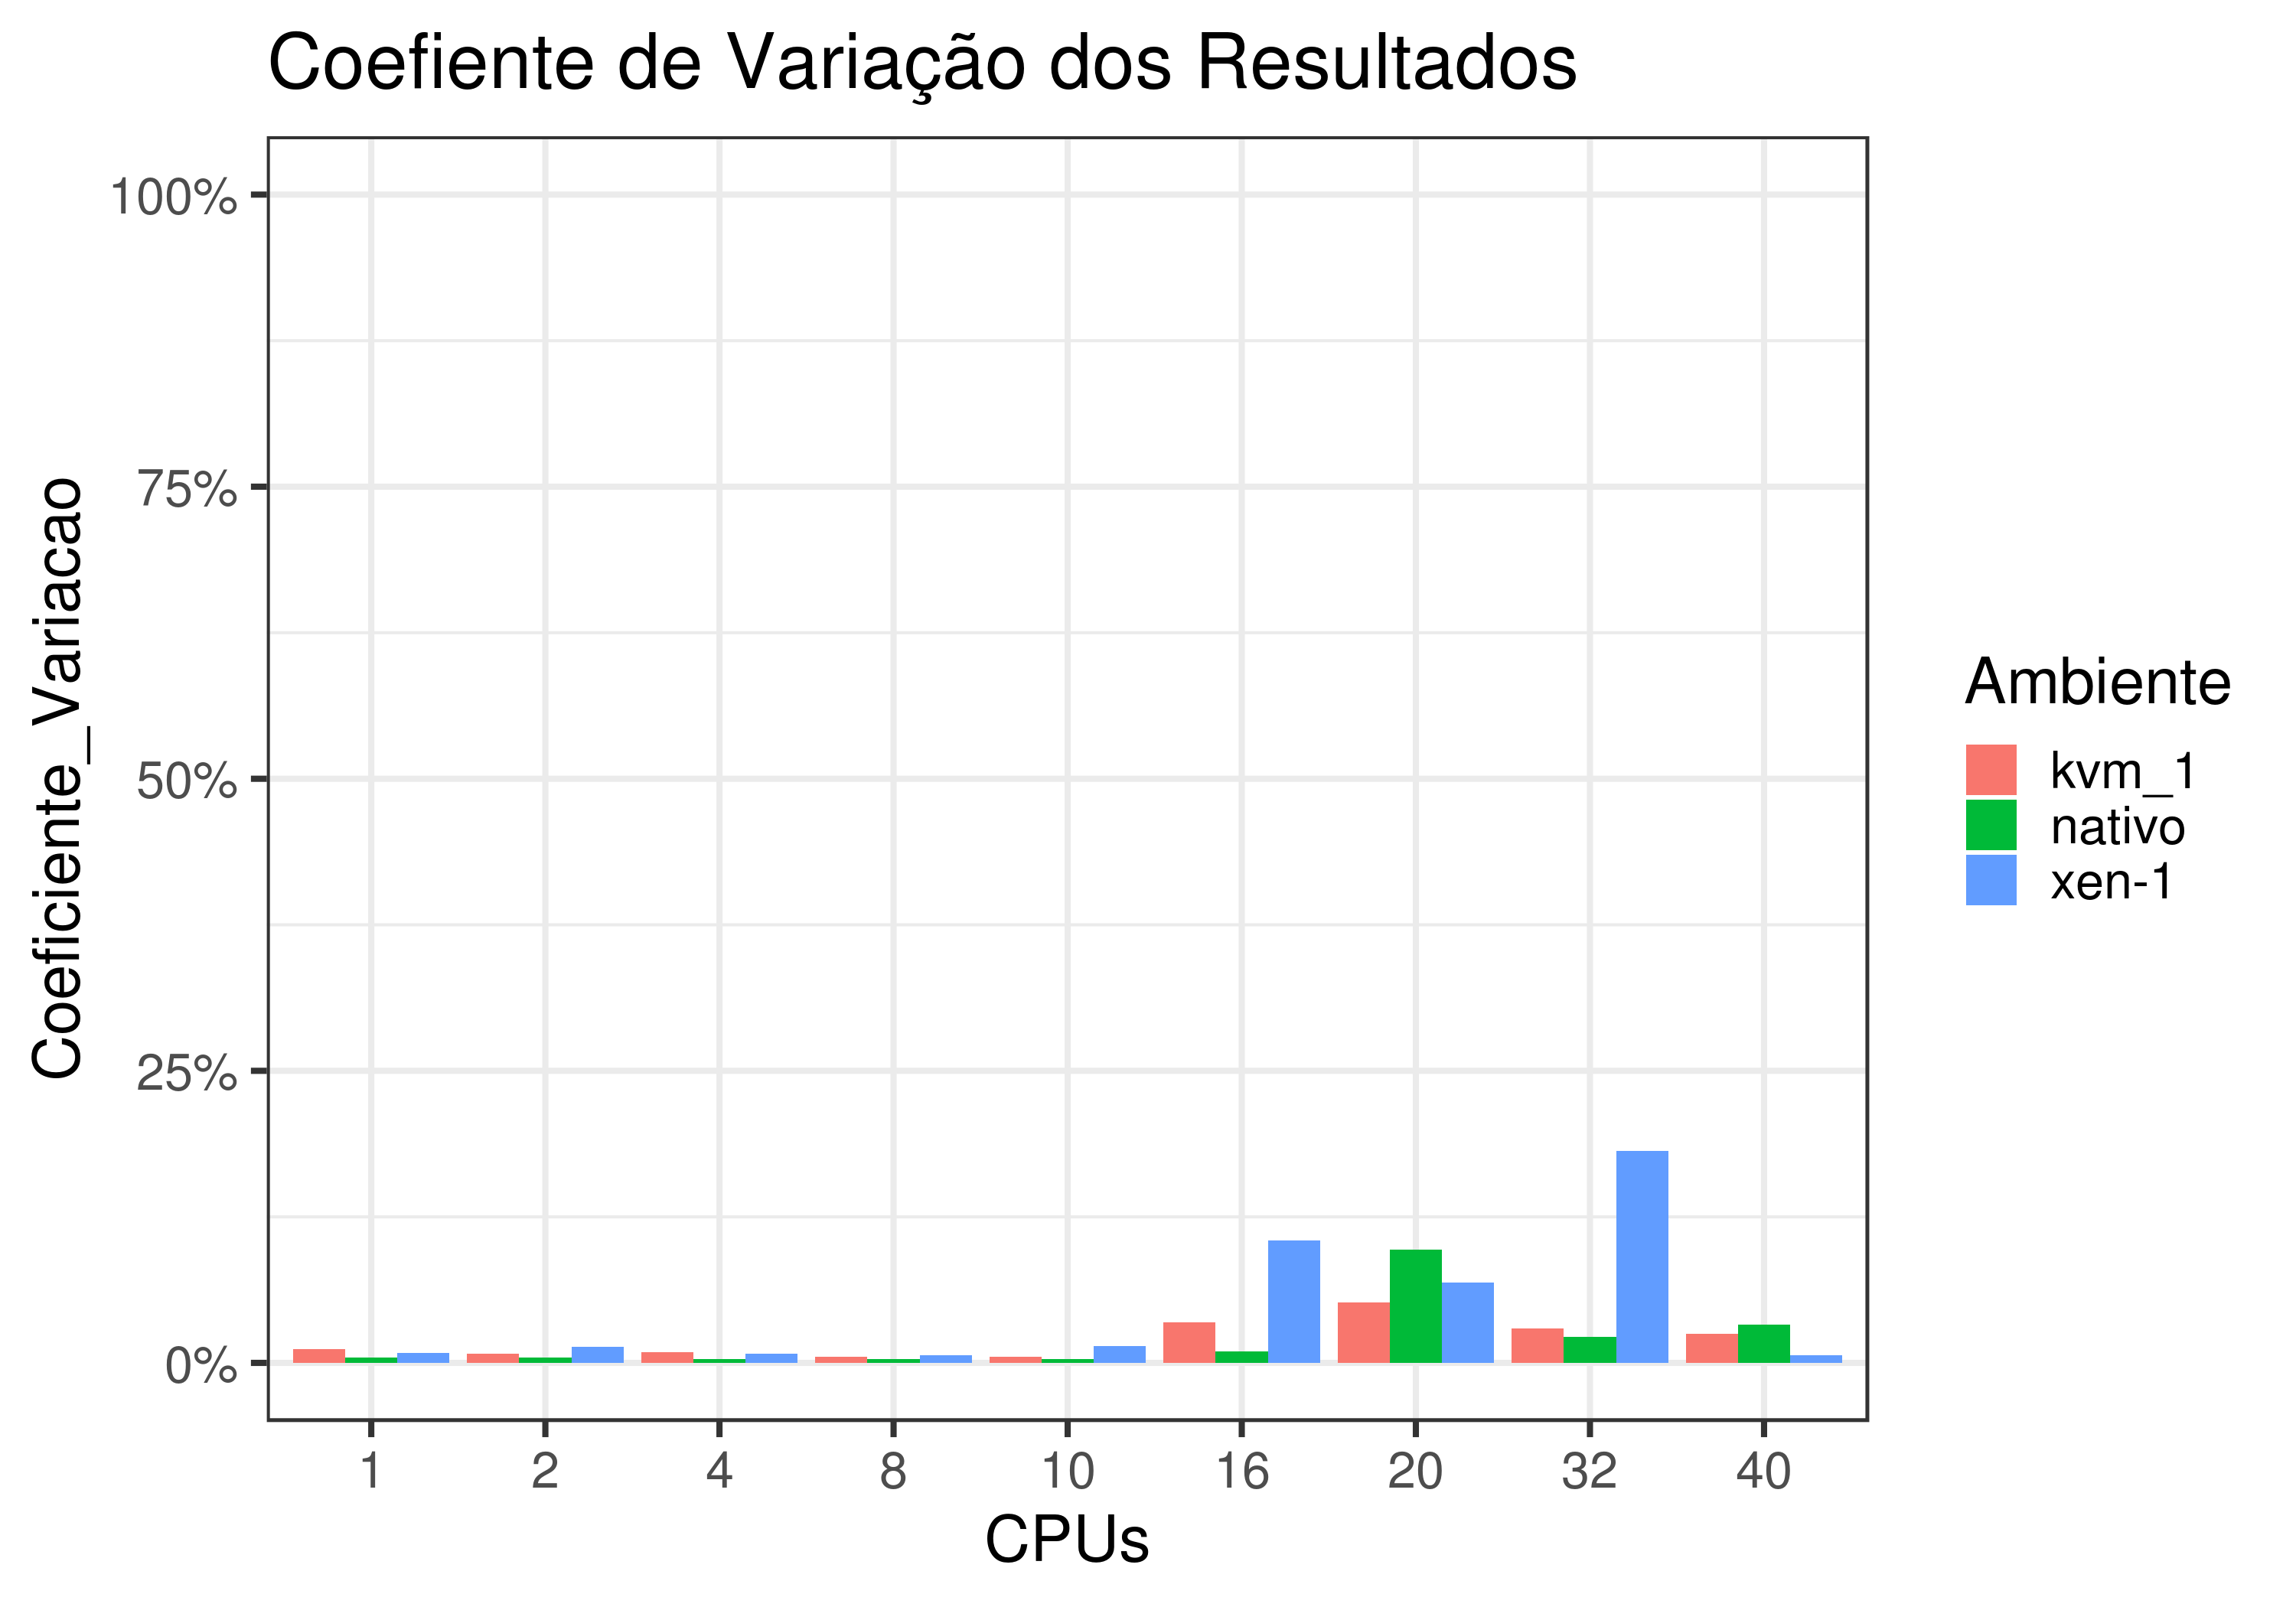 Coefiente de Variação dos Resultados
Coeficiente_Variacao
100%
75%
50%
25%
0%
1 2 4 8 10 16 20 32 40
CPUs
Ambiente
kvm_1
nativo
xen-1